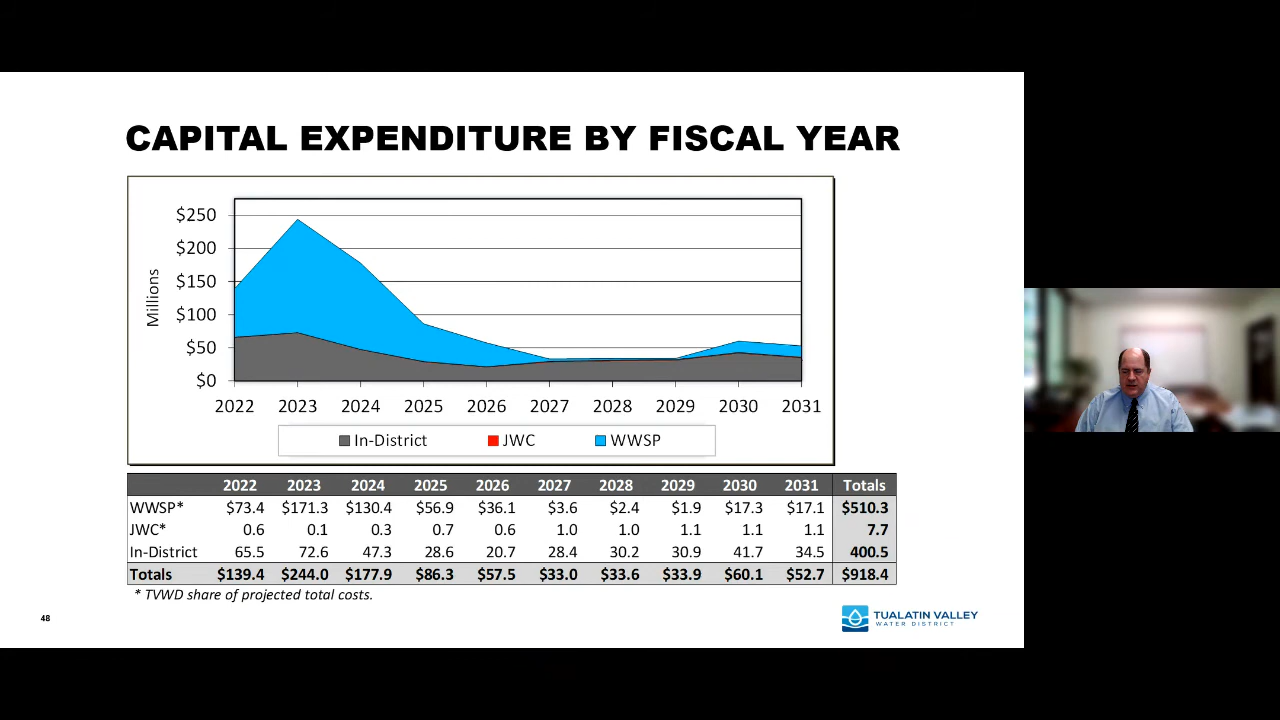 CAPITAL EXPENDITURE BY FISCAL YEAR
Millions
$250
$200
$150
$100
$50
$0
2022 2023 2024 2025 2026 2027 2028 2029 2030 2031
In-District JWC WWSP
2022 2023 2024 2025 2026 2027 2028 2029 2030 2031 Totals
WWSP* $73.4 $171.3 $130.4 $56.9 $36.1 $3.6 $2.4 $1.9 $17.3 $17.1 $510.3
JWC* 0.6 0.1 0.3 0.7 0.6 1.0 1.0 1.1 1.1 1.1 7.7
In-District 65.5 72.6 47.3 28.6 20.7 28.4 30.2 30.9 41.7 34.5 400.5
Totals $139.4 $244.0 $177.9 $86.3 $57.5 $33.0 $33.6 $33.9 $60.1 $52.7 $918.4
* TVWD share of projected total costs.
48
TUALATIN VALLEY
WATER DISTRICT